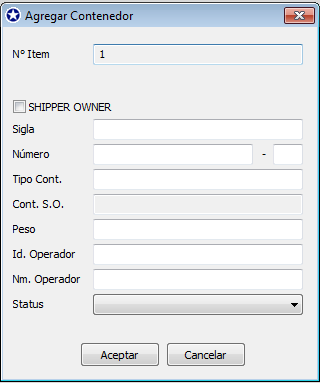 Agregar Contenedor
N° Item 1
SHIPPER OWNER
Sigla
Número -
Tipo Cont.
Cont. S.O.
Peso
Id. Operador
Nm. Operador
Status
Aceptar Cancelar